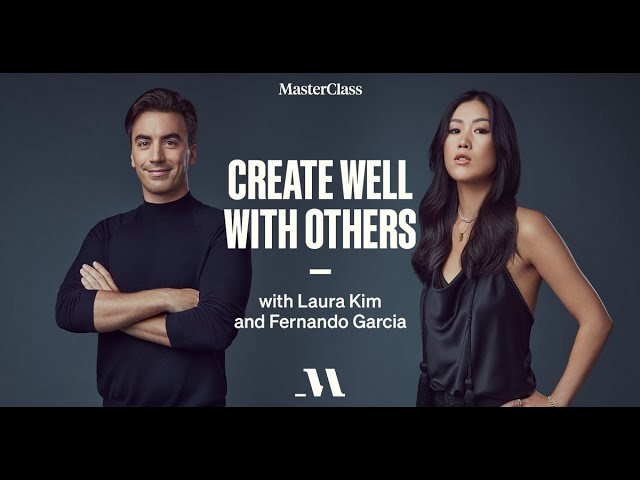 MasterClass
CREATE WELL
WITH OTHERS
with Laura Kim
and Fernando Garcia